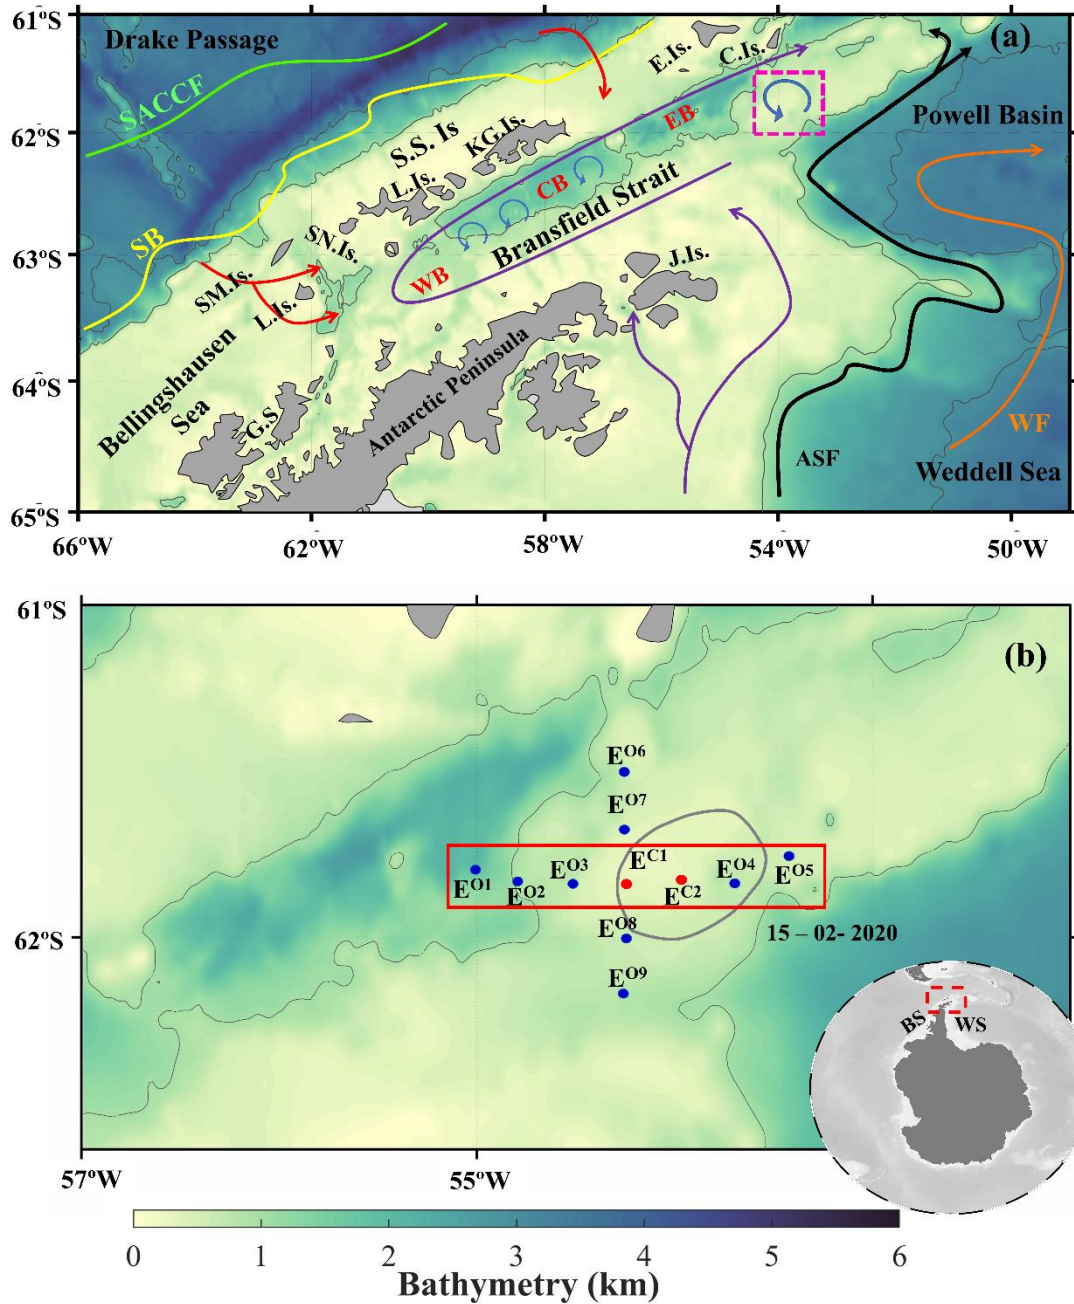 Drake Passage
(a)
61°S
62°S
63°S
64°S
65°S
66°W
62°W
58°W
54°W
50°W
SACCF
SB
E.Is.
C.Is.
S.S. Is
KG.Is.
L.Is.
EB
CB
WB
Bransfield Strait
Powell Basin
SN.Is.
SM.Is.
L.Is.
J.Is.
Bellingshausen
Sea
G.S
Antarctic Peninsula
ASF
WF
Weddell Sea
61°S
(b)
E^O6
E^O7
E^C1
E^O3
E^O4
E^O5
E^O1
E^O2
E^C2
E^O8
15 – 02- 2020
62°S
E^O9
BS
WS
57°W
55°W
0 1 2 3 4 5 6
Bathymetry (km)